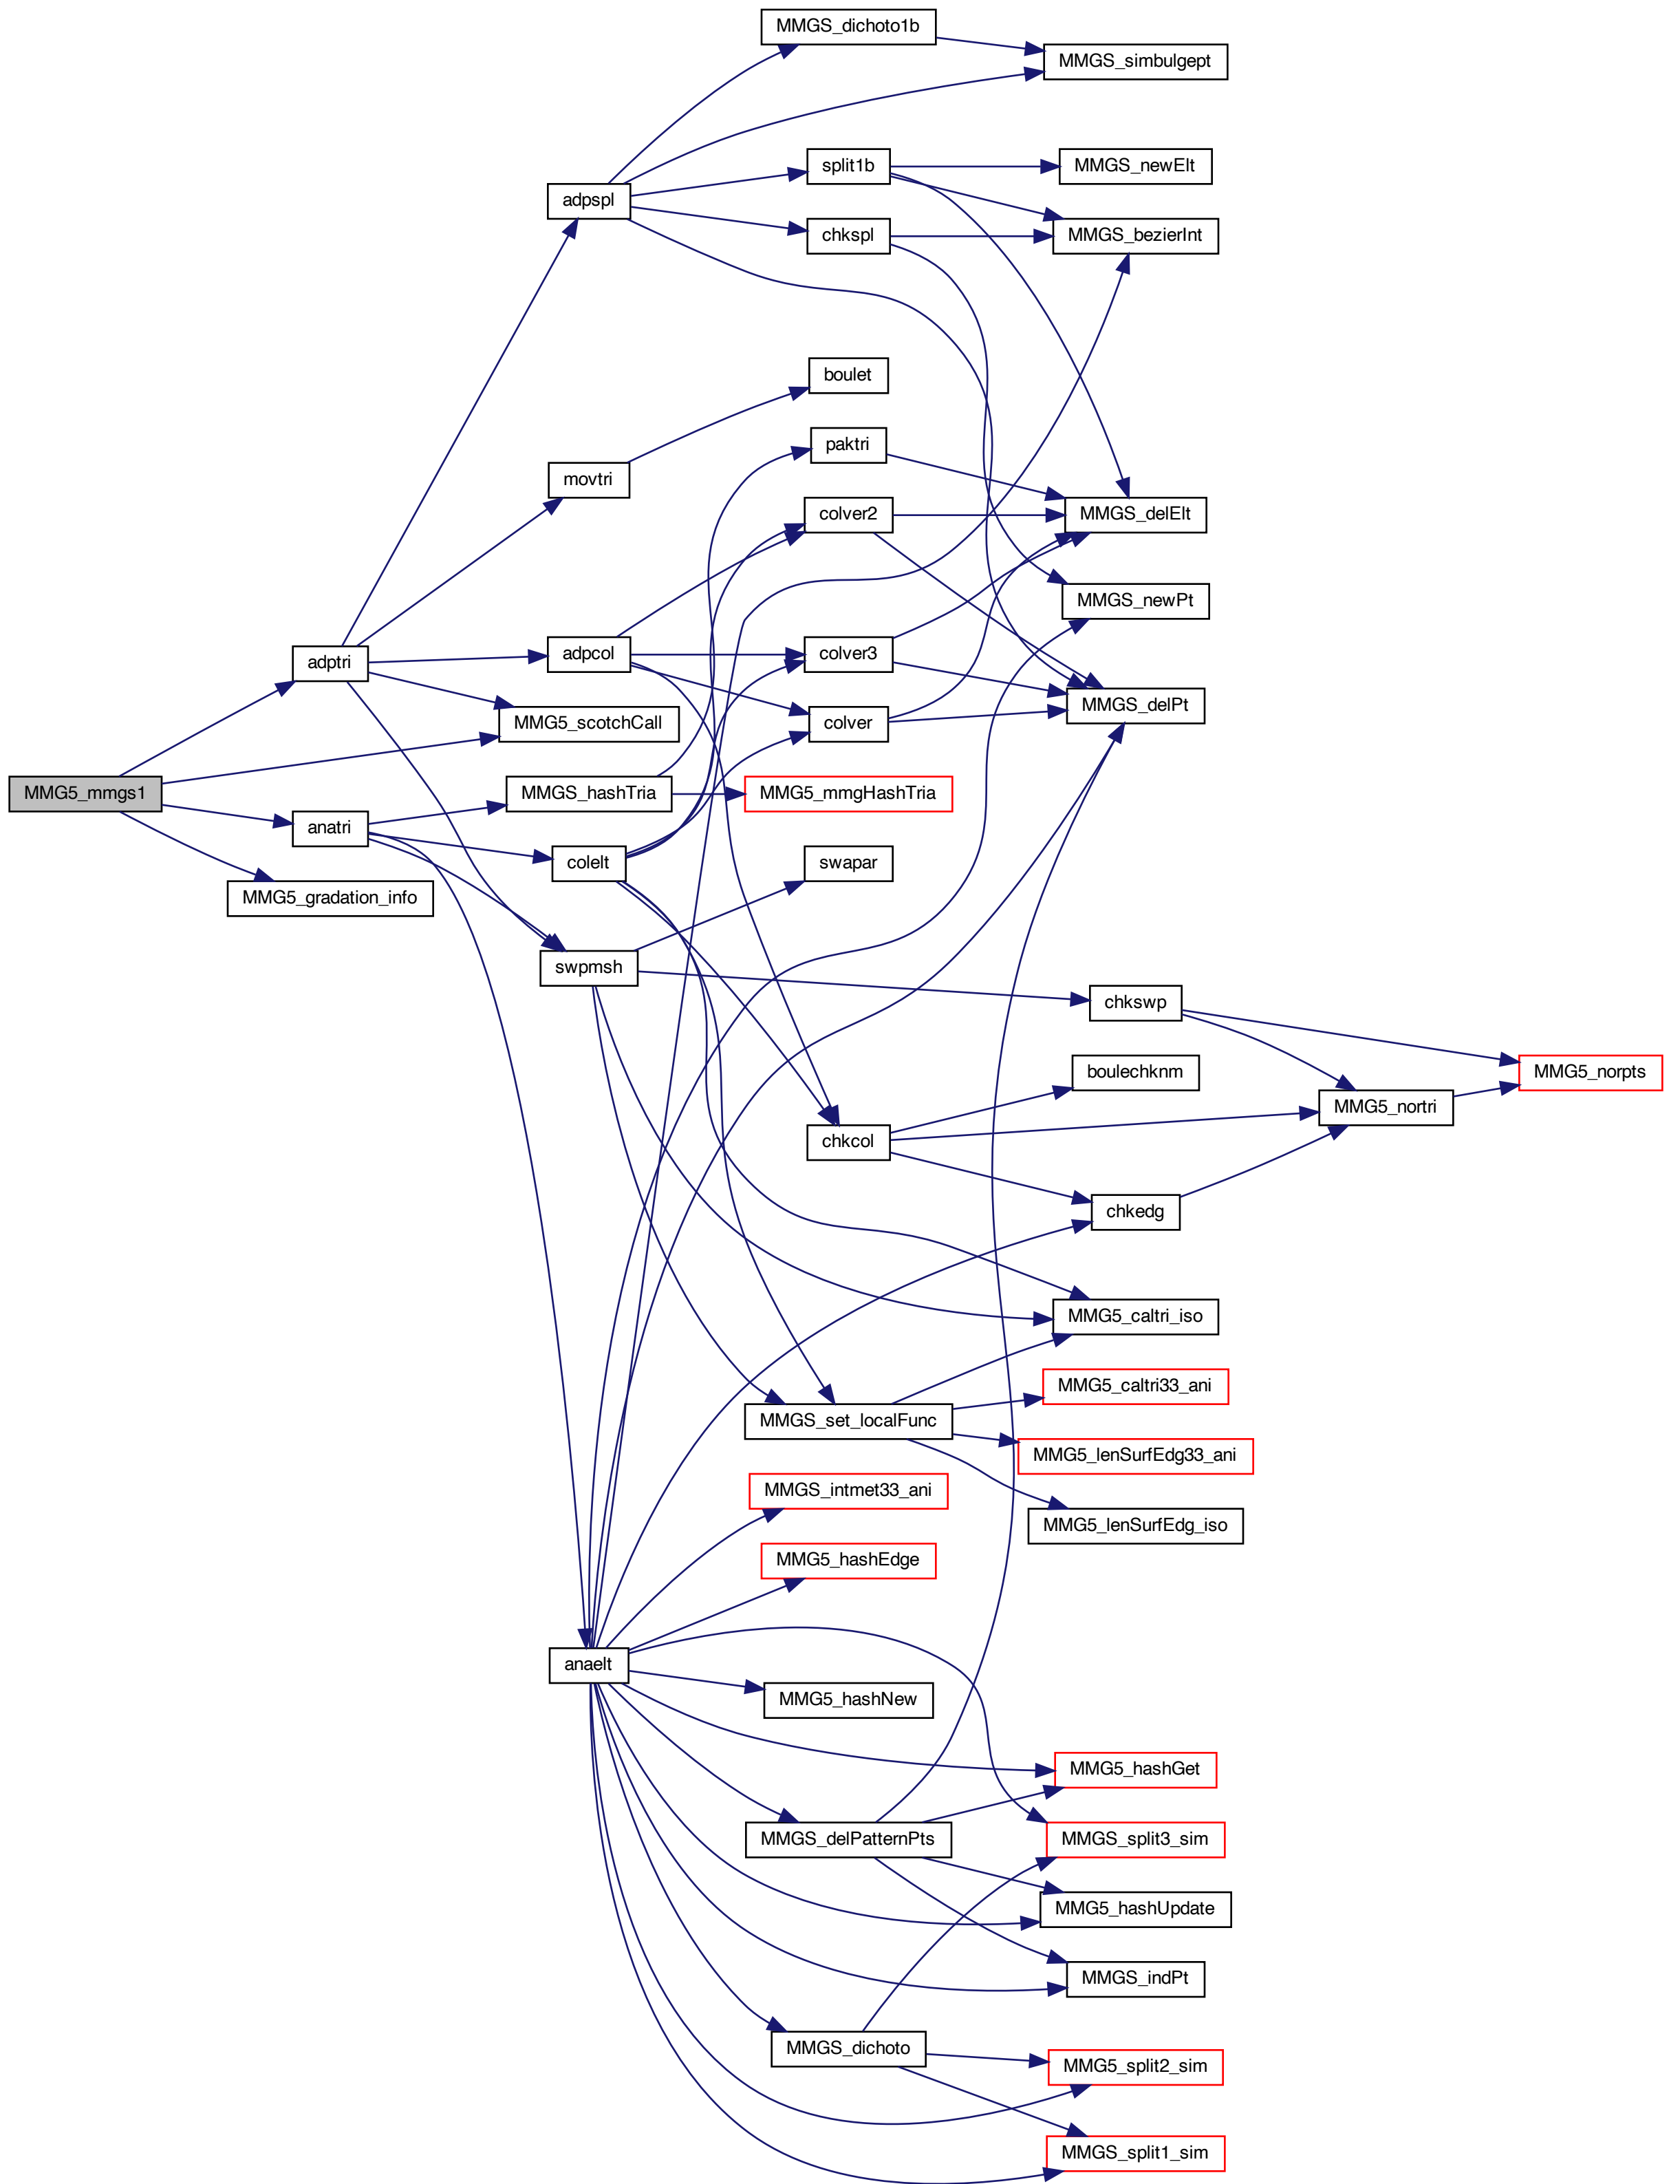 MMGS_dichoto1b
MMGS_simbulgept
split1b
MMGS_newElt
adpspl
chkspl
MMGS_bezierInt
boulet
paktri
movtri
colver2
MMGS_delElt
MMGS_newPt
adptri
adpcol
colver3
MMGS_delPt
MMG5_scotchCall
colver
MMG5_mmgs1
MMGS_hashTria
MMG5_mmgHashTria
anatri
colelt
swapar
MMG5_gradation_info
swpmsh
chkswp
boulechknm
MMG5_norpts
MMG5_nortri
chkcol
chkedg
MMG5_caltri_iso
MMG5_caltri33_ani
MMGS_set_localFunc
MMG5_lenSurfEdg33_ani
MMGS_intmet33_ani
MMG5_lenSurfEdg_iso
MMG5_hashEdge
anaelt
MMG5_hashNew
MMG5_hashGet
MMGS_delPatternPts
MMGS_split3_sim
MMG5_hashUpdate
MMGS_indPt
MMGS_dichoto
MMG5_split2_sim
MMGS_split1_sim